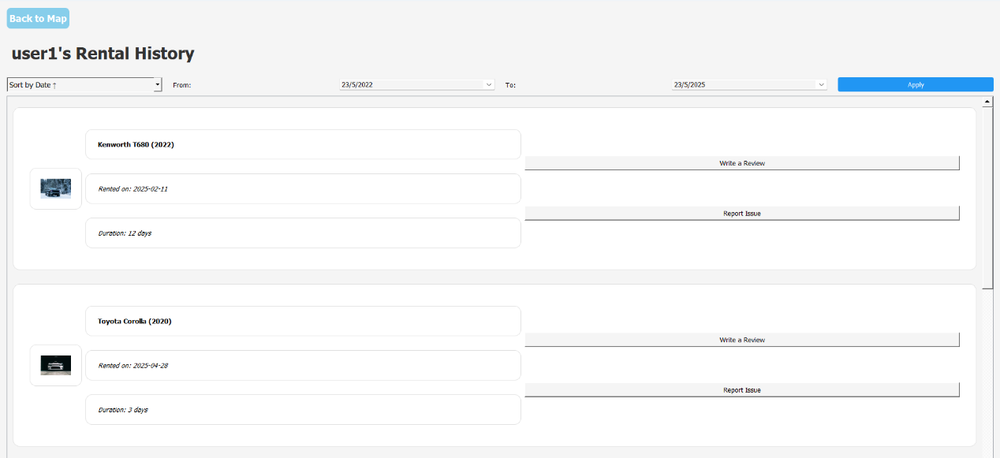 Back to Map
user1's Rental History
Sort by Date ↑
From:
23/5/2022
To:
23/5/2025
Apply
Kenworth T680 (2022)
Write a Review
Rented on: 2025-02-11
Report Issue
Duration: 12 days
Toyota Corolla (2020)
Write a Review
Rented on: 2025-04-28
Report Issue
Duration: 3 days